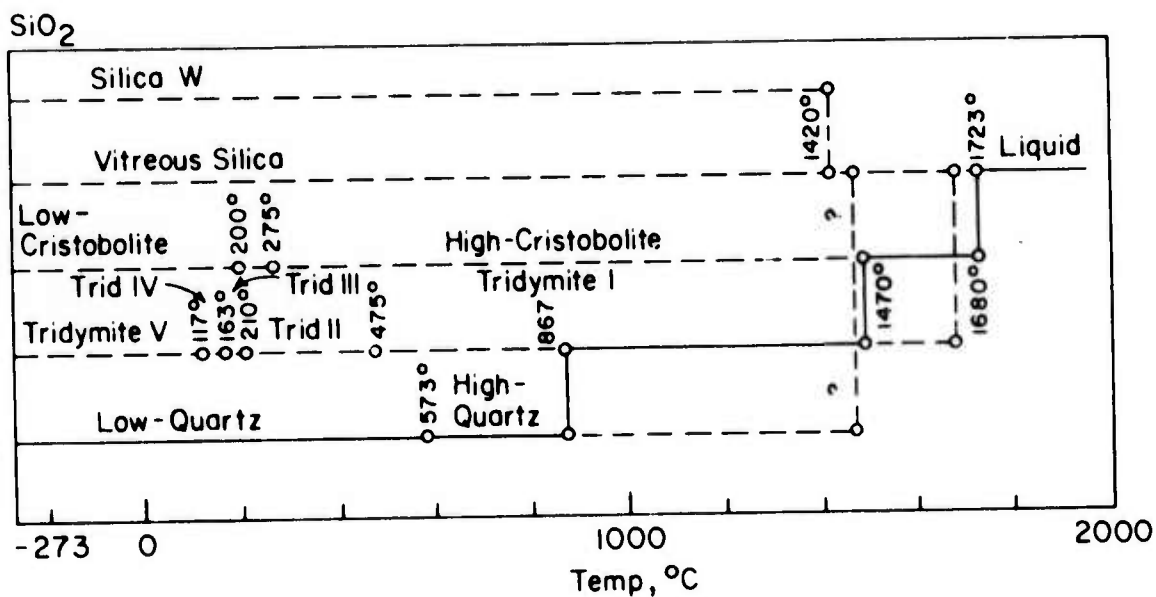 SiO2
Silica W
1420°
1723°
Vitreous Silica
Liquid
Low-
Cristobolite
200°
275°
High-Cristobolite
?
Trid IV
Trid III
Tridymite I
1470°
1680°
Tridymite V
117°
163°
210°
Trid II
475°
867
?
573°
High-
Quartz
Low-Quartz
-273
0
1000
2000
Temp, °C